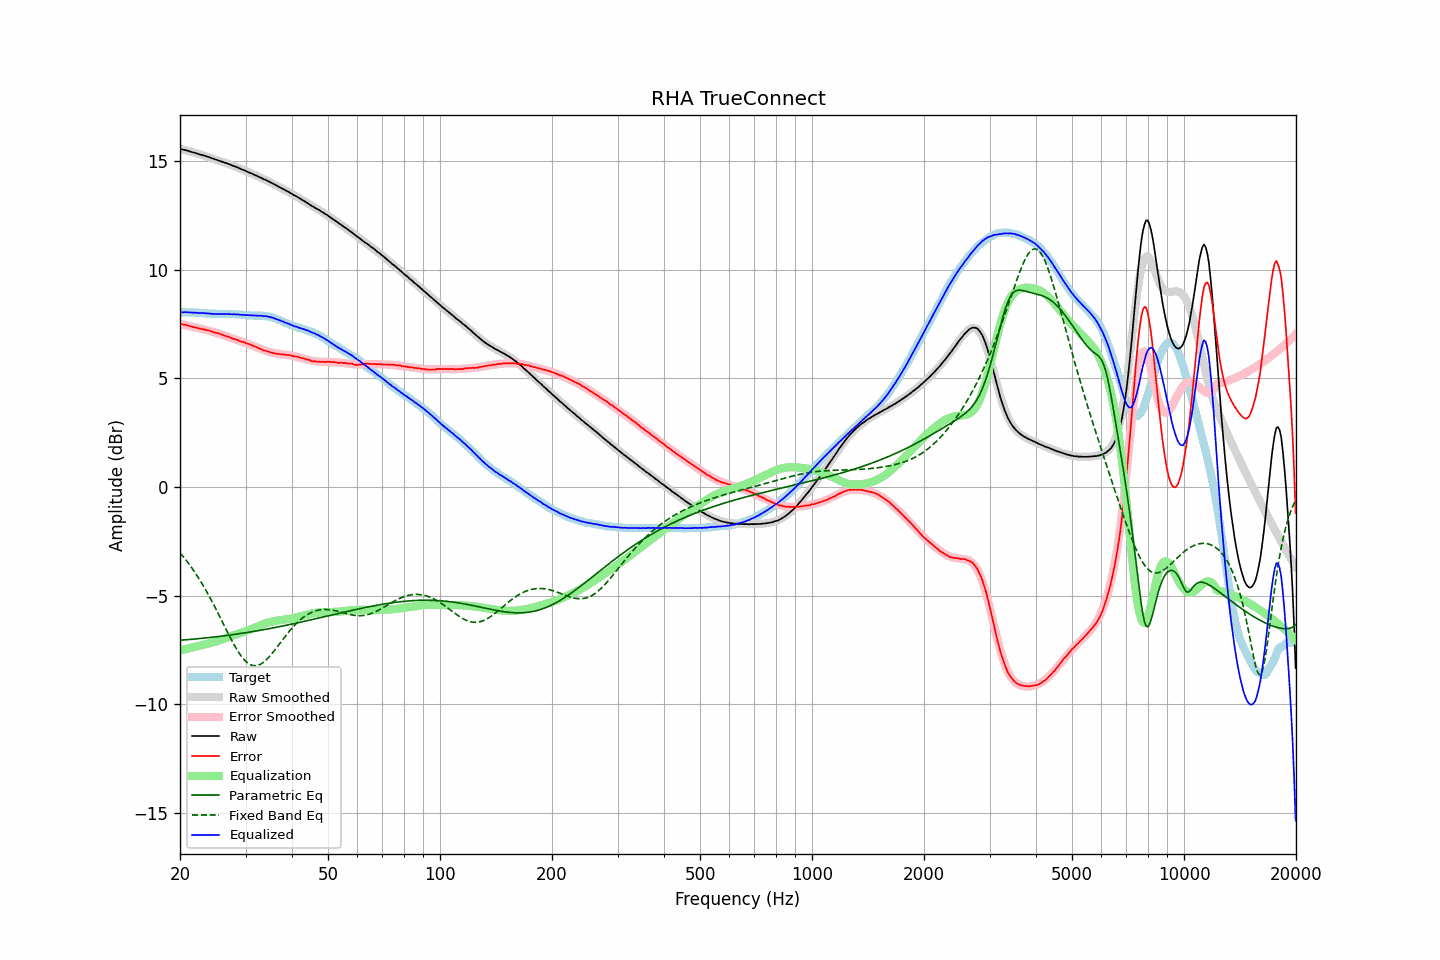 RHA TrueConnect
15
10
5
0
−5
−10
−15
Amplitude (dBr)
Target
Raw Smoothed
Error Smoothed
Raw
Error
Equalization
Parametric Eq
Fixed Band Eq
Equalized
20 50 100 200 500 1000 2000 5000 10000 20000
Frequency (Hz)